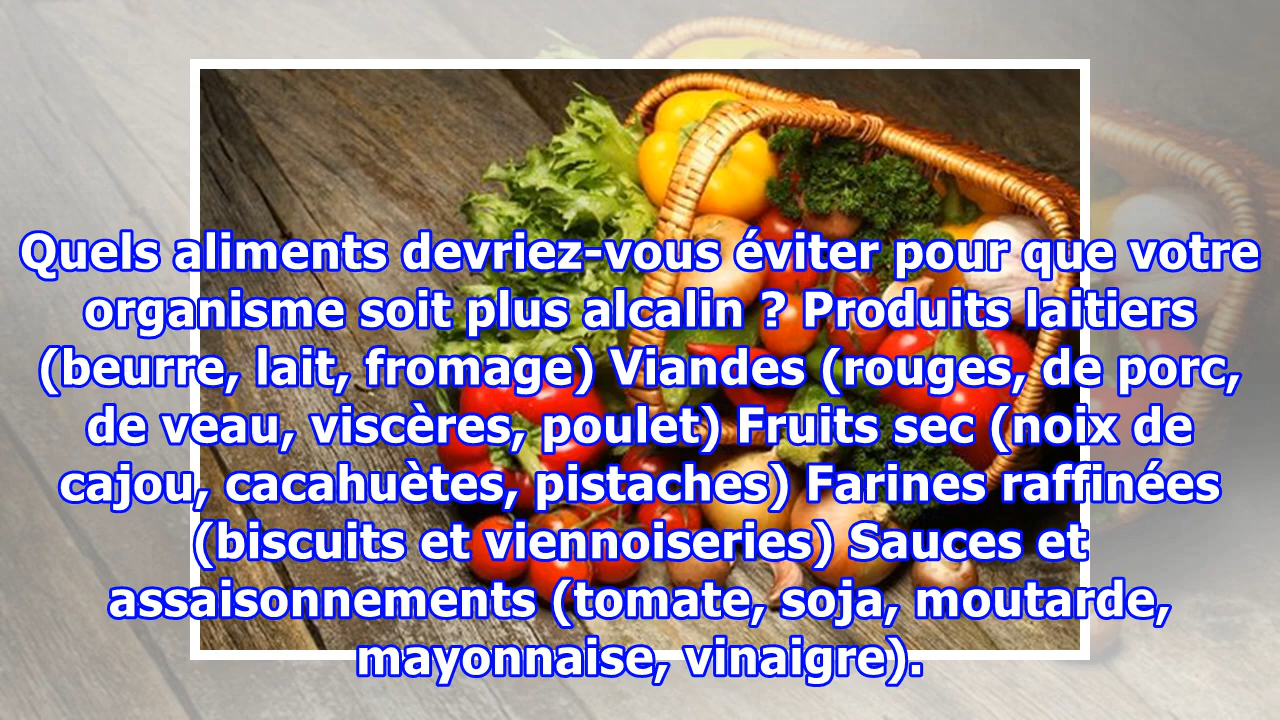 Quels aliments devriez-vous éviter pour que votre
organisme soit plus alcalin ? Produits laitiers
(beurre, lait, fromage) Viandes (rouges, de porc,
de veau, viscères, poulet) Fruits sec (noix de
cajou, cacahuètes, pistaches) Farines raffinées
(biscuits et viennoiseries) Sauces et
assaisonnements (tomate, soja, moutarde,
mayonnaise, vinaigre).